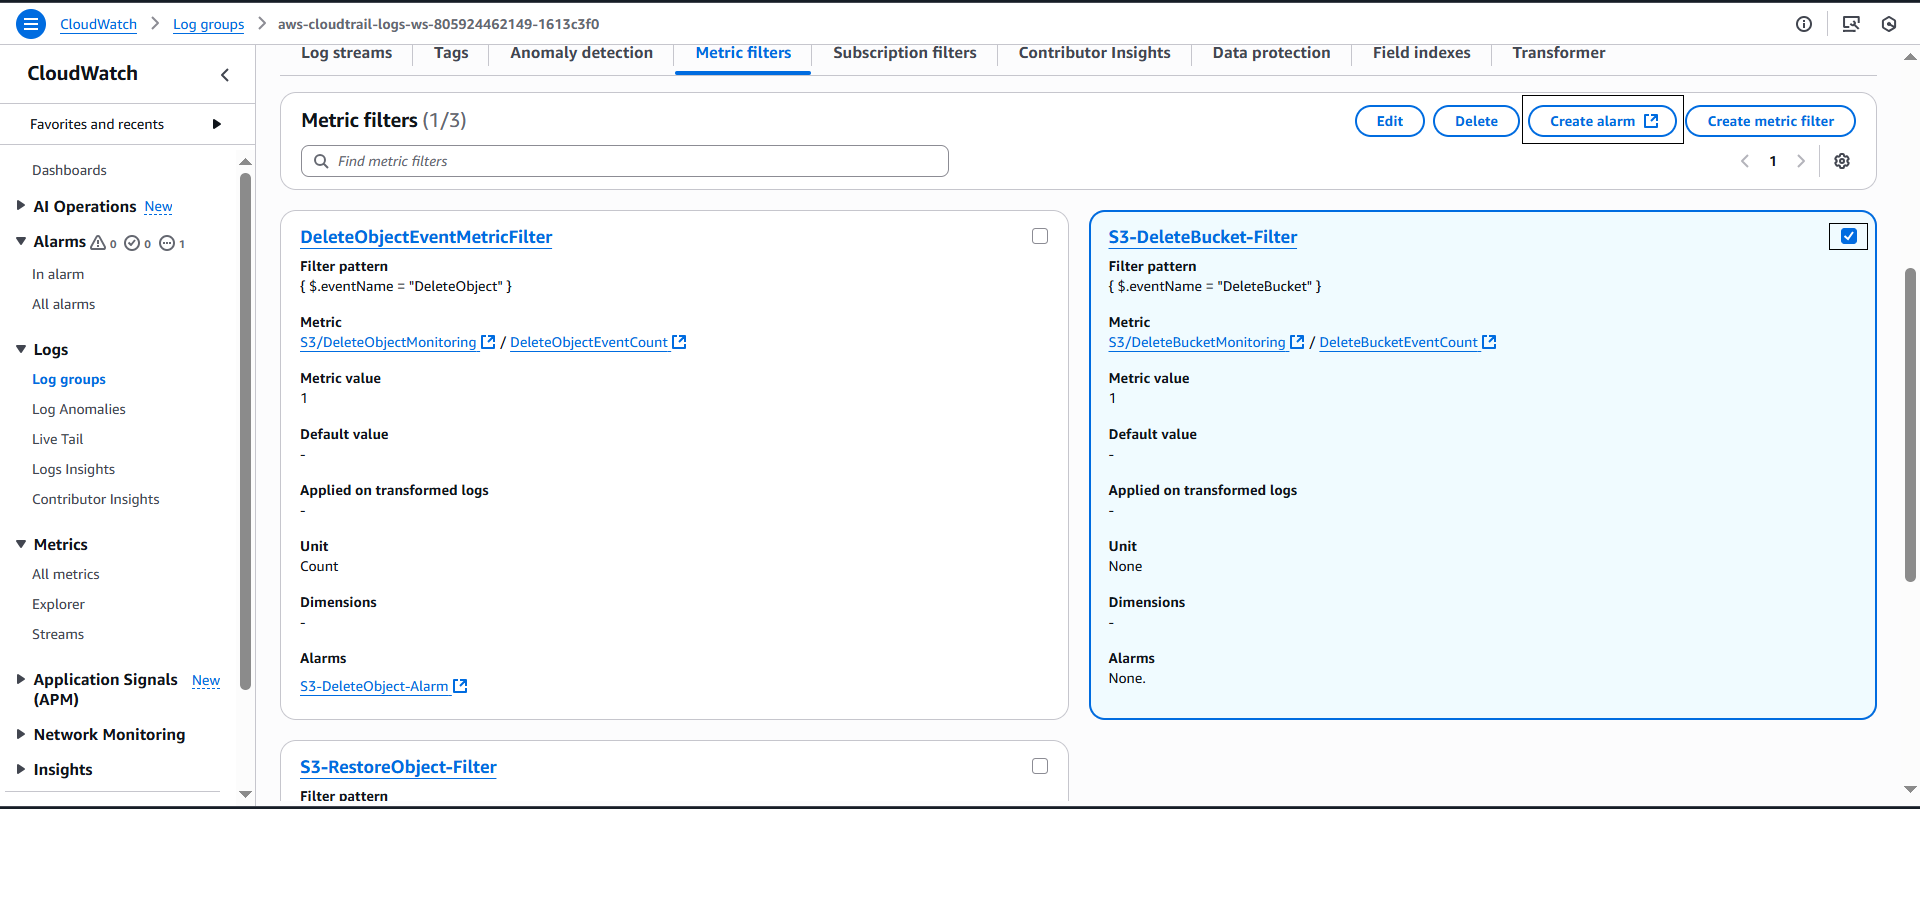 CloudWatch > Log groups > aws-cloudtrail-logs-ws-805924462149-1613c3f0
CloudWatch
Favorites and recents
Dashboards
AI Operations New
Alarms 0 0 1
In alarm
All alarms
Logs
Log groups
Log Anomalies
Live Tail
Logs Insights
Contributor Insights
Metrics
All metrics
Explorer
Streams
Application Signals New
(APM)
Network Monitoring
Insights
Log streams Tags Anomaly detection Metric filters Subscription filters Contributor Insights Data protection Field indexes Transformer
Metric filters (1/3)
Edit Delete Create alarm Create metric filter
Find metric filters
1
DeleteObjectEventMetricFilter
Filter pattern
{ $.eventName = "DeleteObject" }
Metric
S3/DeleteObjectMonitoring / DeleteObjectEventCount
Metric value
1
Default value
-
Applied on transformed logs
-
Unit
Count
Dimensions
-
Alarms
S3-DeleteObject-Alarm
S3-DeleteBucket-Filter
Filter pattern
{ $.eventName = "DeleteBucket" }
Metric
S3/DeleteBucketMonitoring / DeleteBucketEventCount
Metric value
1
Default value
-
Applied on transformed logs
-
Unit
None
Dimensions
-
Alarms
None.
S3-RestoreObject-Filter
Filter pattern